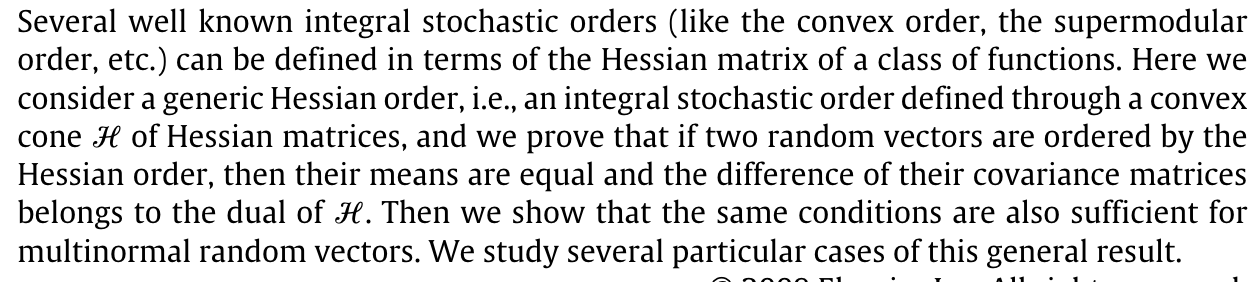 Several well known integral stochastic orders (like the convex order, the supermodular
order, etc.) can be defined in terms of the Hessian matrix of a class of functions. Here we
consider a generic Hessian order, i.e., an integral stochastic order defined through a convex
cone ℋ of Hessian matrices, and we prove that if two random vectors are ordered by the
Hessian order, then their means are equal and the difference of their covariance matrices
belongs to the dual of ℋ. Then we show that the same conditions are also sufficient for
multinormal random vectors. We study several particular cases of this general result.